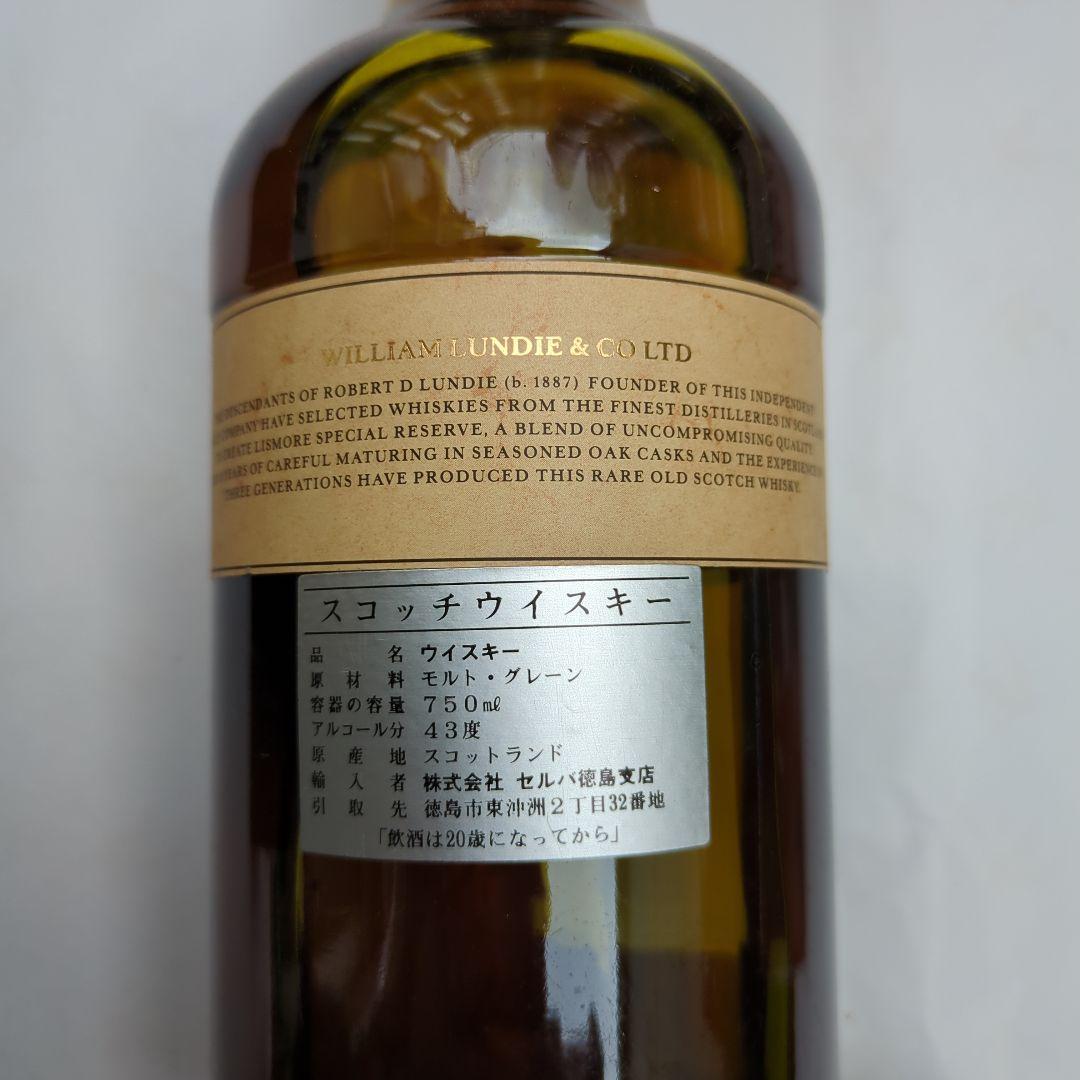 WILLIAM LUNDIE & CO LTD
DESCENDANTS OF ROBERT D LUNDIE (b. 1887) FOUNDER OF THIS INDEPENDENT
COMPANY HAVE SELECTED WHISKIES FROM THE FINEST DISTILLERIES IN
TO CREATE LISMORE SPECIAL RESERVE, A BLEND OF UNCOMPROMISING QUALITY
YEARS OF CAREFUL MATURING IN SEASONED OAK CASKS AND THE EXPERIENCE
THREE GENERATIONS HAVE PRODUCED THIS RARE OLD SCOTCH WHISKY.
スコッチウイスキー
品名 ウイスキー
原材料 モルト・グレーン
容器の容量 750㎖
アルコール分 43度
原産地 スコットランド
輸入者 株式会社 セルバ徳島支店
引取先 徳島市東沖洲2丁目32番地
「飲酒は20歳になってから」